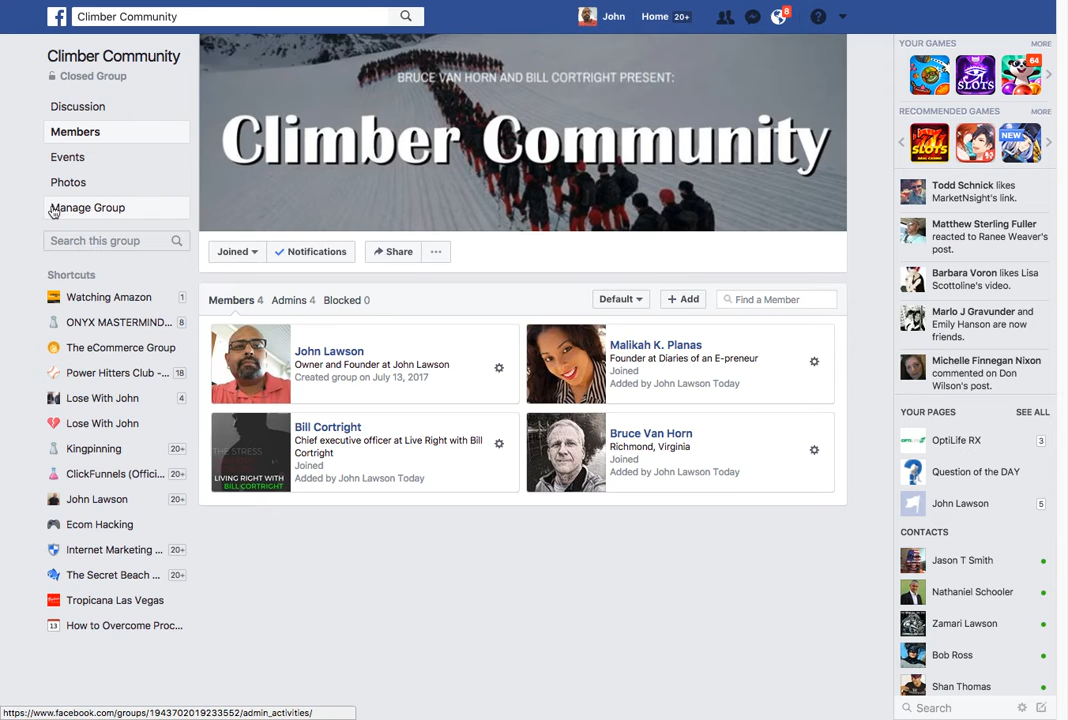 Climber Community
John
Home 20+
8
Climber Community
Closed Group
Discussion
Members
Events
Photos
Manage Group
Search this group
Shortcuts
Watching Amazon 1
ONYX MASTERMIND... 8
The eCommerce Group
Power Hitters Club -... 18
Lose With John 4
Lose With John
Kingpinning 20+
ClickFunnels (Offici... 20+
John Lawson 20+
Ecom Hacking
Internet Marketing ... 20+
The Secret Beach ... 20+
Tropicana Las Vegas
13 How to Overcome Proc...
BRUCE VAN HORN AND BILL CORTRIGHT PRESENT:
Climber Community
Joined
Notifications
Share
Members 4 Admins 4 Blocked 0
Default
+ Add
Find a Member
John Lawson
Owner and Founder at John Lawson
Created group on July 13, 2017
Malikah K. Planas
Founder at Diaries of an E-preneur
Joined
Added by John Lawson Today
THE STRESS
LIVING RIGHT WITH
BILL CORTRIGHT
Bill Cortright
Chief executive officer at Live Right with Bill
Cortright
Joined
Added by John Lawson Today
Bruce Van Horn
Richmond, Virginia
Joined
Added by John Lawson Today
YOUR GAMES MORE
SLOTS
64
RECOMMENDED GAMES MORE
SLOTS
NEW
Todd Schnick likes
MarketNsight's link.
Matthew Sterling Fuller
reacted to Ranee Weaver's
post.
Barbara Voron likes Lisa
Scottoline's video.
Marlo J Gravunder and
Emily Hanson are now
friends.
Michelle Finnegan Nixon
commented on Don
Wilson's post.
YOUR PAGES SEE ALL
OptiLife RX 3
Question of the DAY
John Lawson 5
CONTACTS
Jason T Smith
Nathaniel Schooler
Zamari Lawson
Bob Ross
Shan Thomas
Search
https://www.facebook.com/groups/1943702019233552/admin_activities/